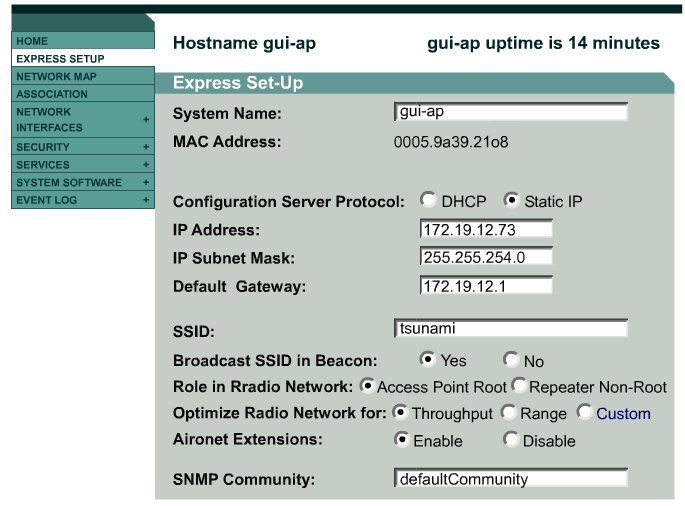 HOME
EXPRESS SETUP
NETWORK MAP
ASSOCIATION
NETWORK
INTERFACES +
SECURITY +
SERVICES +
SYSTEM SOFTWARE +
EVENT LOG +
Hostname gui-ap gui-ap uptime is 14 minutes
Express Set-Up
System Name: gui-ap
MAC Address: 0005.9a39.21o8
Configuration Server Protocol: DHCP Static IP
IP Address: 172.19.12.73
IP Subnet Mask: 255.255.254.0
Default Gateway: 172.19.12.1
SSID: tsunami
Broadcast SSID in Beacon: Yes No
Role in Rradio Network: Access Point Root Repeater Non-Root
Optimize Radio Network for: Throughput Range Custom
Aironet Extensions: Enable Disable
SNMP Community: defaultCommunity